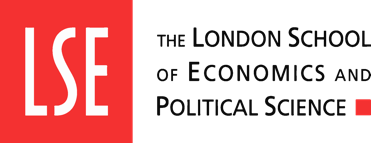 LSE
THE LONDON SCHOOL
OF ECONOMICS AND
POLITICAL SCIENCE